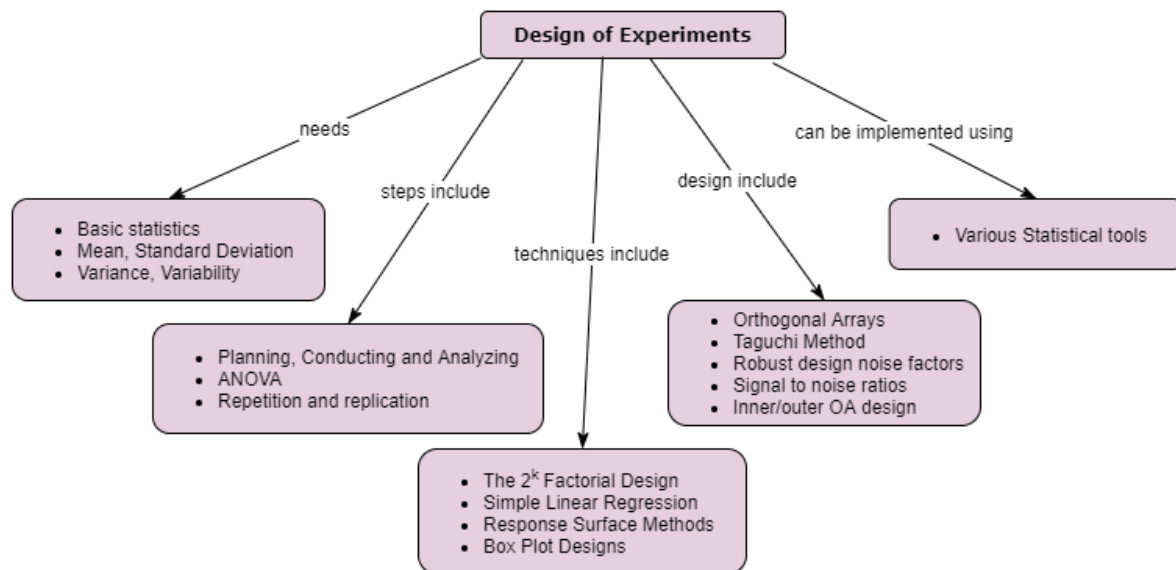 Design of Experiments
needs
can be implemented using
steps include
design include
techniques include
• Basic statistics
• Mean, Standard Deviation
• Variance, Variability
• Various Statistical tools
• Planning, Conducting and Analyzing
• ANOVA
• Repetition and replication
• Orthogonal Arrays
• Taguchi Method
• Robust design noise factors
• Signal to noise ratios
• Inner/outer OA design
• The 2ᵏ Factorial Design
• Simple Linear Regression
• Response Surface Methods
• Box Plot Designs